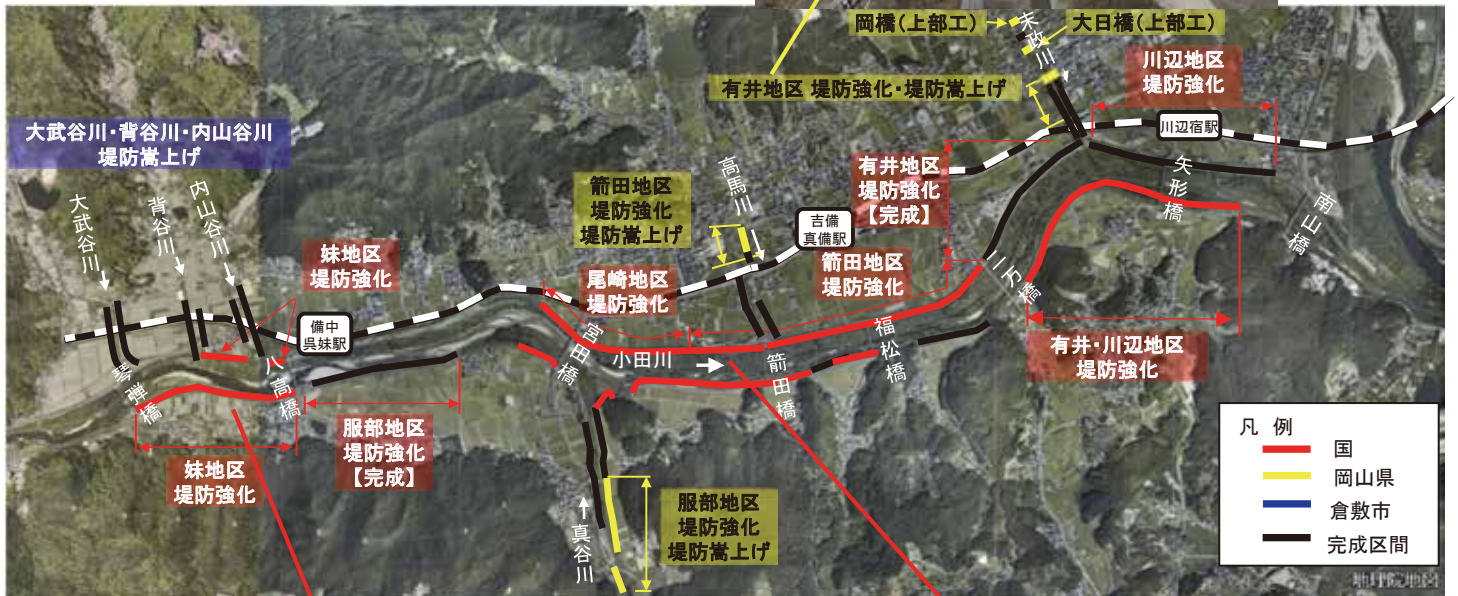 岡橋(上部工)
末政川
大日橋(上部工)
川辺地区
堤防強化
有井地区 堤防強化・堤防嵩上げ
川辺宿駅
大武谷川・背谷川・内山谷川
堤防嵩上げ
大武谷川
背谷川
内山谷川
妹地区
堤防強化
備中
呉妹駅
箭田地区
堤防強化
堤防嵩上げ
高馬川
吉備
真備駅
有井地区
堤防強化
【完成】
矢形橋
南山橋
尾崎地区
堤防強化
箭田地区
堤防強化
二万橋
宮田橋
小田川
箭田橋
福松橋
有井・川辺地区
堤防強化
琴弾橋
八高橋
妹地区
堤防強化
服部地区
堤防強化
【完成】
真谷川
服部地区
堤防強化
堤防嵩上げ
凡 例
国
岡山県
倉敷市
完成区間
地理院地図